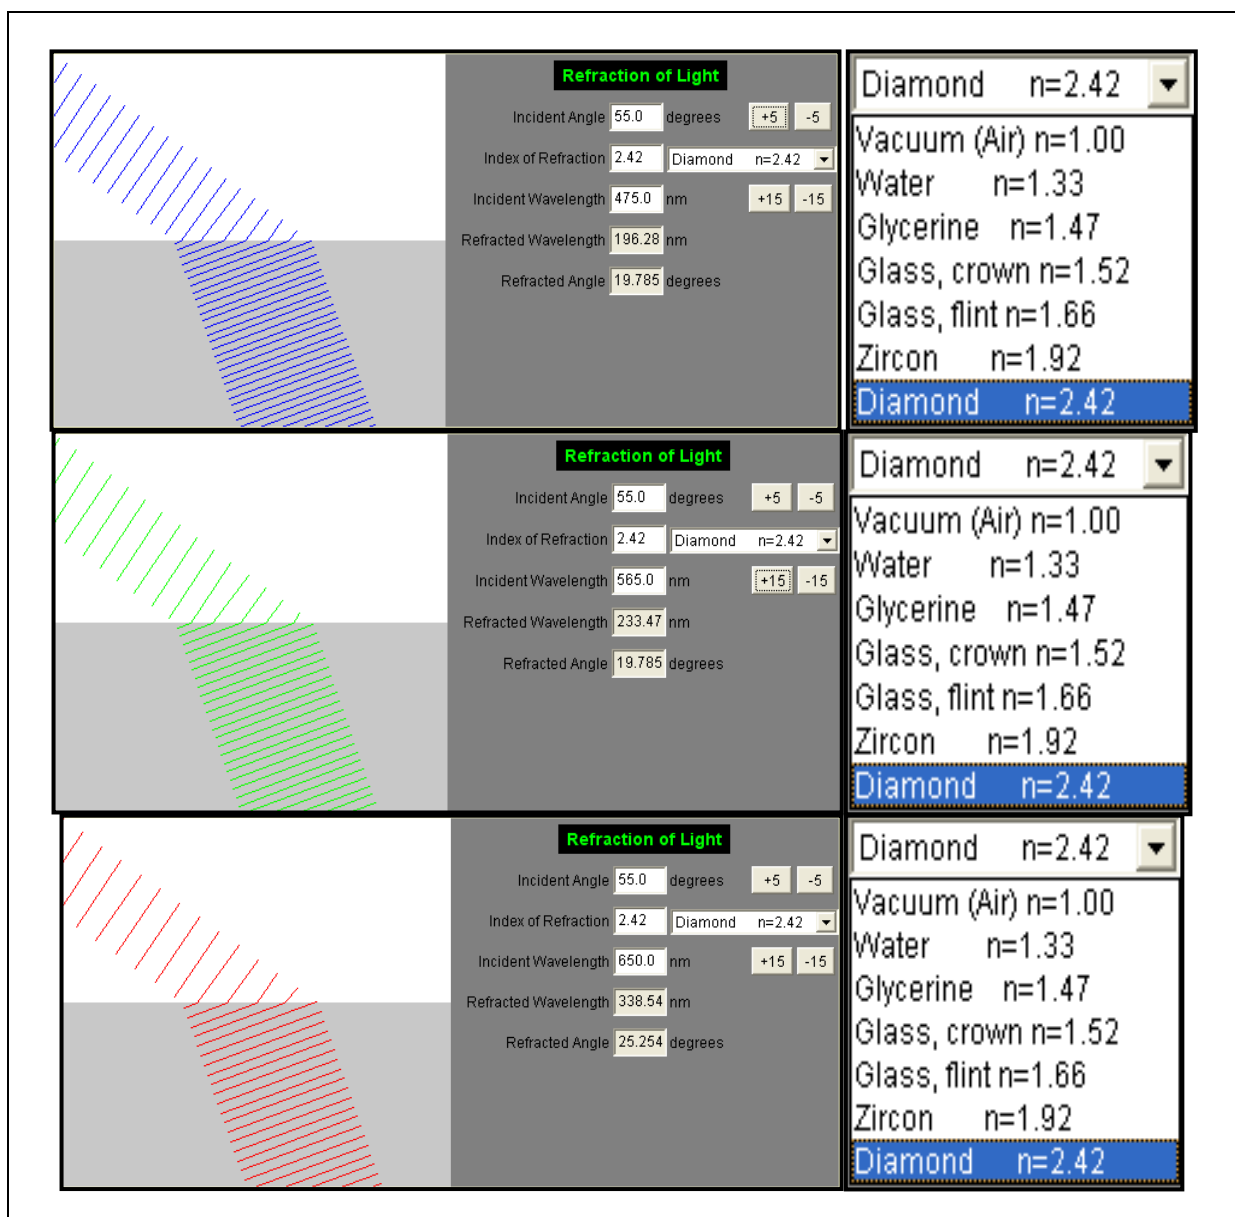 Refraction of Light
Incident Angle 55.0 degrees +5 -5
Index of Refraction 2.42 Diamond n=2.42
Incident Wavelength 475.0 nm +15 -15
Refracted Wavelength 196.28 nm
Refracted Angle 19.785 degrees
Diamond n=2.42
Vacuum (Air) n=1.00
Water n=1.33
Glycerine n=1.47
Glass, crown n=1.52
Glass, flint n=1.66
Zircon n=1.92
Diamond n=2.42
Refraction of Light
Incident Angle 55.0 degrees +5 -5
Index of Refraction 2.42 Diamond n=2.42
Incident Wavelength 565.0 nm +15 -15
Refracted Wavelength 233.47 nm
Refracted Angle 19.785 degrees
Diamond n=2.42
Vacuum (Air) n=1.00
Water n=1.33
Glycerine n=1.47
Glass, crown n=1.52
Glass, flint n=1.66
Zircon n=1.92
Diamond n=2.42
Refraction of Light
Incident Angle 55.0 degrees +5 -5
Index of Refraction 2.42 Diamond n=2.42
Incident Wavelength 650.0 nm +15 -15
Refracted Wavelength 338.54 nm
Refracted Angle 25.254 degrees
Diamond n=2.42
Vacuum (Air) n=1.00
Water n=1.33
Glycerine n=1.47
Glass, crown n=1.52
Glass, flint n=1.66
Zircon n=1.92
Diamond n=2.42